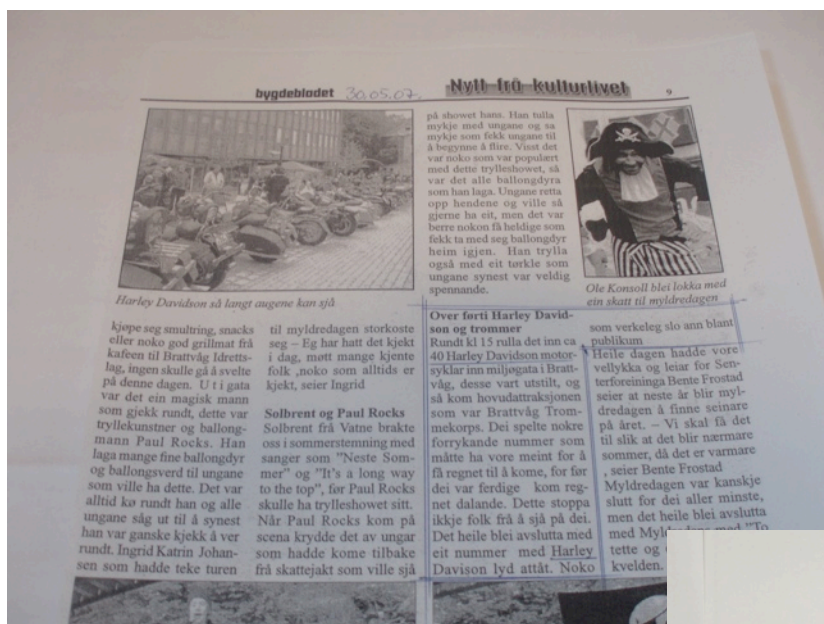 bygdebladet 30.05.07. Nytt frå kulturlivet 9
Harley Davidson så langt augene kan sjå
kjøpe seg smultring, snacks
eller noko god grillmat frå
kafeen til Brattvåg Idretts-
lag, ingen skulle gå å svelte
på denne dagen. U t i gata
var det ein magisk mann
som gjekk rundt, dette var
tryllekunstner og ballong-
mann Paul Rocks. Han
laga mange fine ballongdyr
og ballongsverd til ungane
som ville ha dette. Det var
alltid kø rundt han og alle
ungane såg ut til å synest
han var ganske kjekk å ver
rundt. Ingrid Katrin Johan-
sen som hadde teke turen
til myldredagen storkoste
seg – Eg har hatt det kjekt
i dag, møtt mange kjente
folk ,noko som alltids er
kjekt, seier Ingrid
Solbrent og Paul Rocks
Solbrent frå Vatne brakte
oss i sommerstemning med
sanger som ”Neste Som-
mer” og ”It's a long way
to the top”, før Paul Rocks
skulle ha trylleshowet sitt.
Når Paul Rocks kom på
scena krydde det av ungar
som hadde kome tilbake
frå skattejakt som ville sjå
på showet hans. Han tulla
mykje med ungane og sa
mykje som fekk ungane til
å begynne å flire. Visst det
var noko som var populært
med dette trylleshowet, så
var det alle ballongdyra
som han laga. Ungane retta
opp hendene og ville så
gjerne ha eit, men det var
berre nokon få heldige som
fekk ta med seg ballongdyr
heim igjen. Han trylla
også med eit tørkle som
ungane synest var veldig
spennande.
Over førti Harley David-
son og trommer
Rundt kl 15 rulla det inn ca
40 Harley Davidson motor-
syklar inn miljøgata i Bratt-
våg, desse vart utstilt, og
så kom hovudattraksjonen
som var Brattvåg Trom-
mekorps. Dei spelte nokre
forrykande nummer som
måtte ha vore meint for å
få regnet til å kome, for før
dei var ferdige kom reg-
net dalande. Dette stoppa
ikkje folk frå å sjå på dei.
Det heile blei avslutta med
eit nummer med Harley
Davison lyd attåt. Noko
Ole Konsoll blei lokka med
ein skatt til myldredagen
som verkeleg slo ann blant
publikum
Heile dagen hadde vore
vellykka og leiar for Sen-
terforeininga Bente Frostad
seier at neste år blir myl-
dredagen å finne seinare
på året. – Vi skal få det
til slik at det blir nærmare
sommer, då det er varmare
, seier Bente Frostad
Myldredagen var kanskje
slutt for dei aller minste,
men det heile blei avslutta
med ”To
tette og
kvelden.